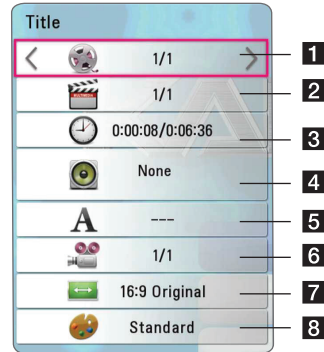 Title
1/1 1
1/1 2
0:00:08/0:06:36 3
None 4
A --- 5
1/1 6
16:9 Original 7
Standard 8